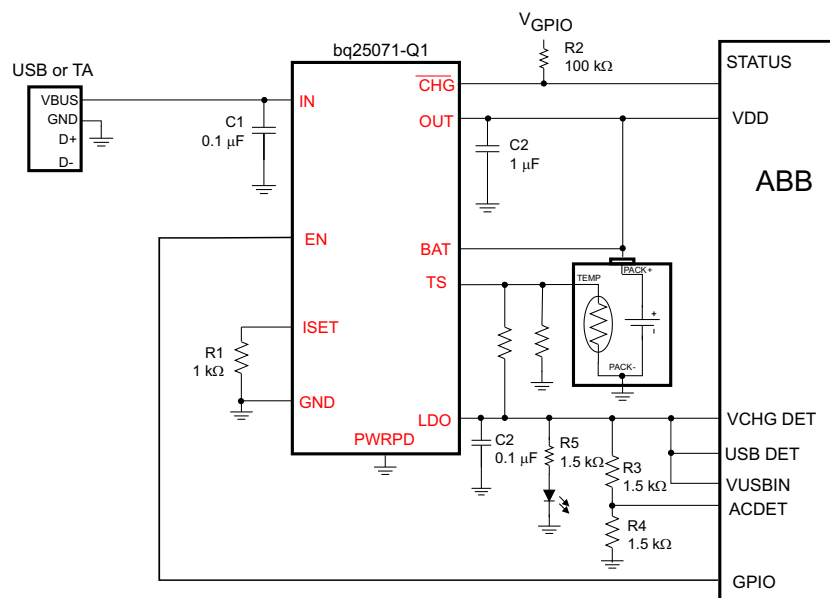 V_GPIO
bq25071-Q1
R2
100 kΩ
STATUS
USB or TA
CHG
VBUS
IN
GND
C1
0.1 μF
OUT
VDD
D+
D-
C2
1 μF
ABB
EN
BAT
TS
TEMP
PACK+
+
-
PACK-
ISET
R1
1 kΩ
GND
LDO
VCHG DET
PWRPD
C2
0.1 μF
R5
1.5 kΩ
R3
1.5 kΩ
USB DET
VUSBIN
ACDET
R4
1.5 kΩ
GPIO